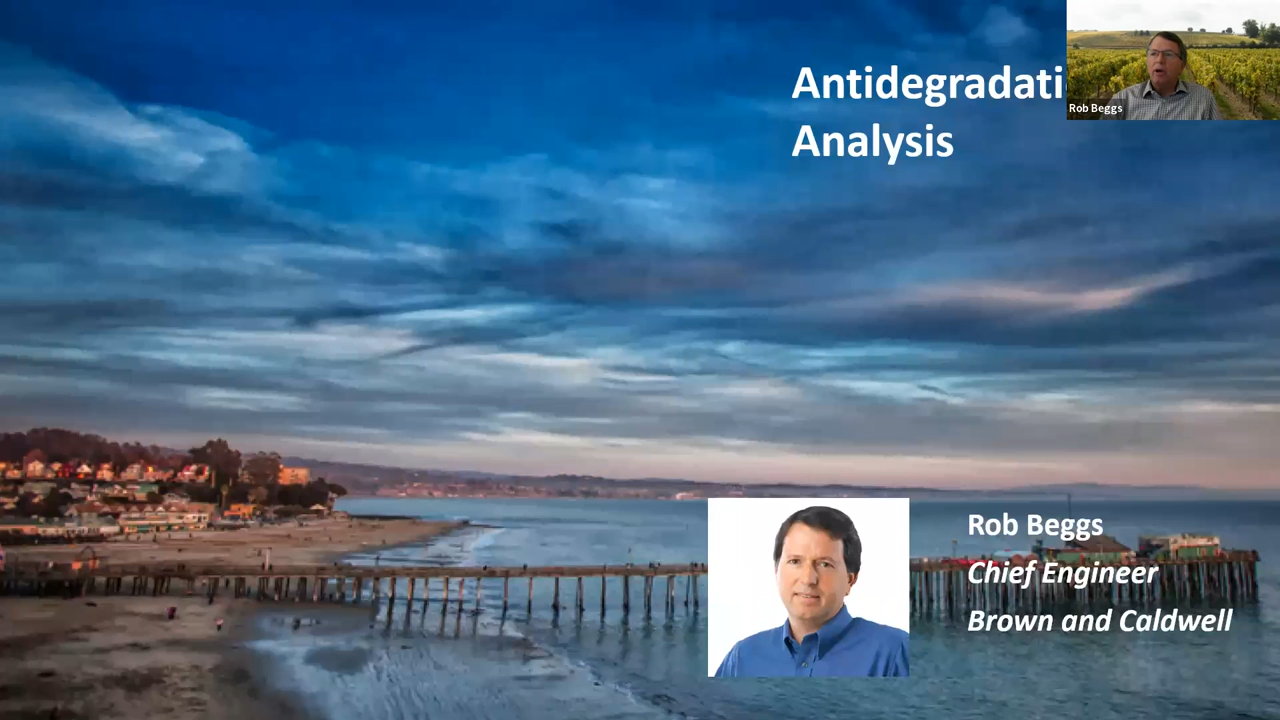 Antidegradati
Analysis
Rob Beggs
Rob Beggs
Chief Engineer
Brown and Caldwell